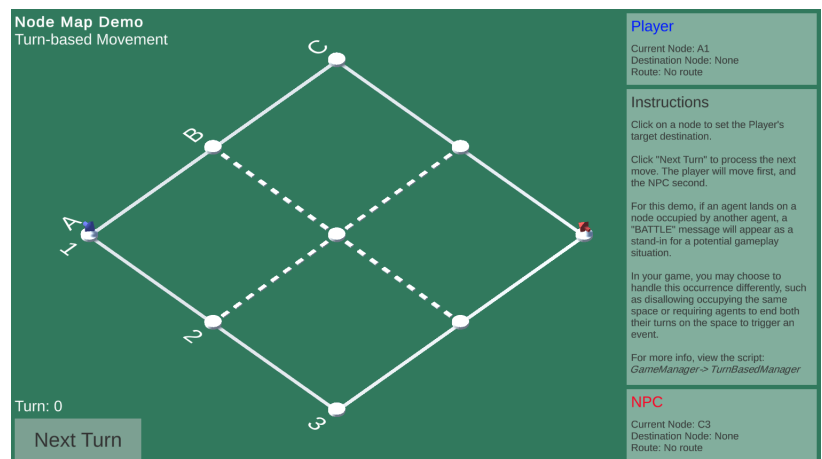 Node Map Demo
Turn-based Movement
C
B
A
1
2
3
Turn: 0
Next Turn
Player
Current Node: A1
Destination Node: None
Route: No route
Instructions
Click on a node to set the Player's
target destination.
Click "Next Turn" to process the next
move. The player will move first, and
the NPC second.
For this demo, if an agent lands on a
node occupied by another agent, a
"BATTLE" message will appear as a
stand-in for a potential gameplay
situation.
In your game, you may choose to
handle this occurrence differently, such
as disallowing occupying the same
space or requiring agents to end both
their turns on the space to trigger an
event.
For more info, view the script:
GameManager-> TurnBasedManager
NPC
Current Node: C3
Destination Node: None
Route: No route